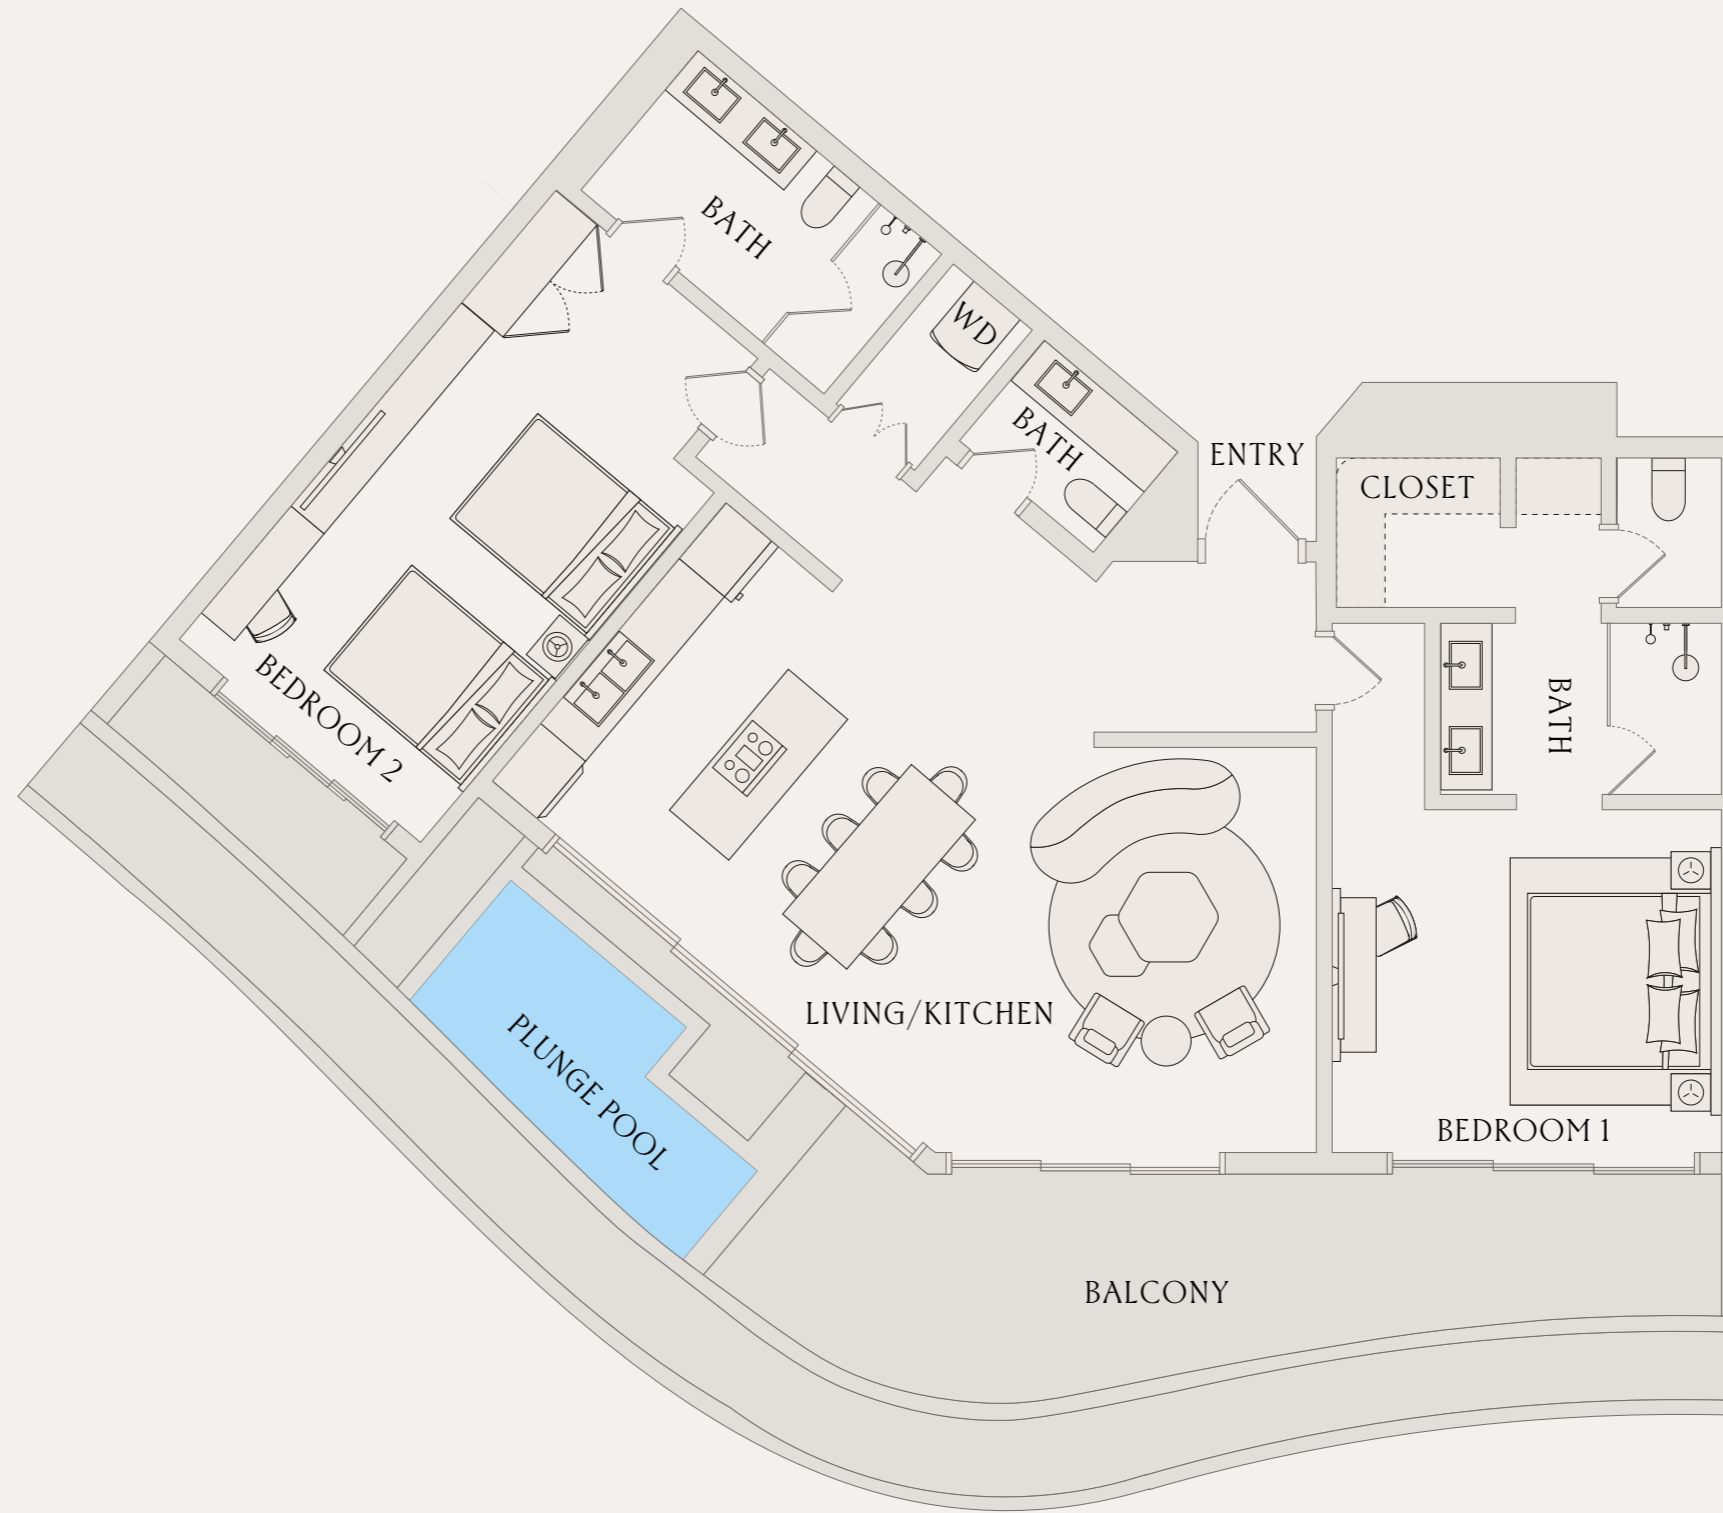 BATH
WD
BATH
ENTRY
CLOSET
BEDROOM 2
BATH
LIVING/KITCHEN
PLUNGE POOL
BEDROOM 1
BALCONY